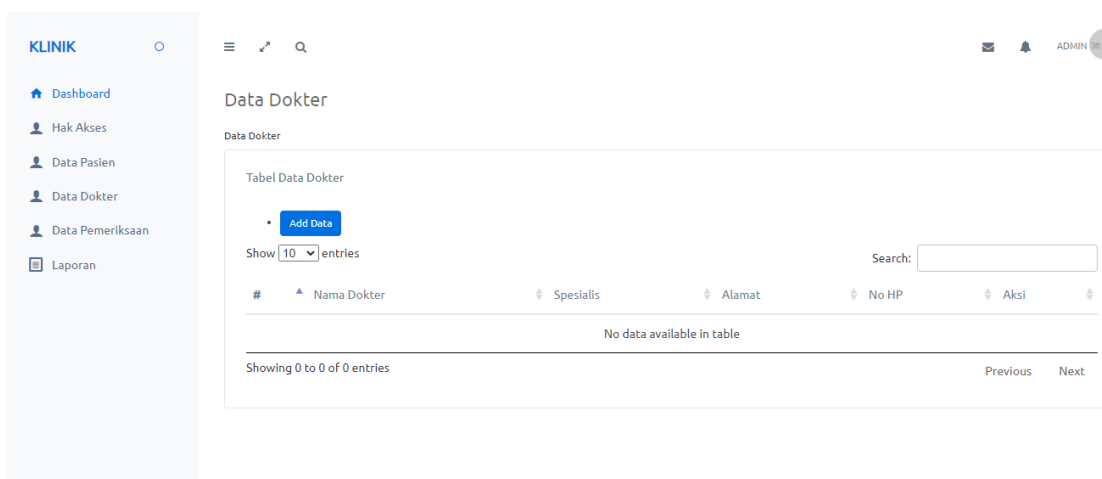 KLINIK
ADMIN
Dashboard
Hak Akses
Data Pasien
Data Dokter
Data Pemeriksaan
Laporan
Data Dokter
Data Dokter
Tabel Data Dokter
Add Data
Show 10 entries
Search:
# Nama Dokter Spesialis Alamat No HP Aksi
No data available in table
Showing 0 to 0 of 0 entries
Previous Next